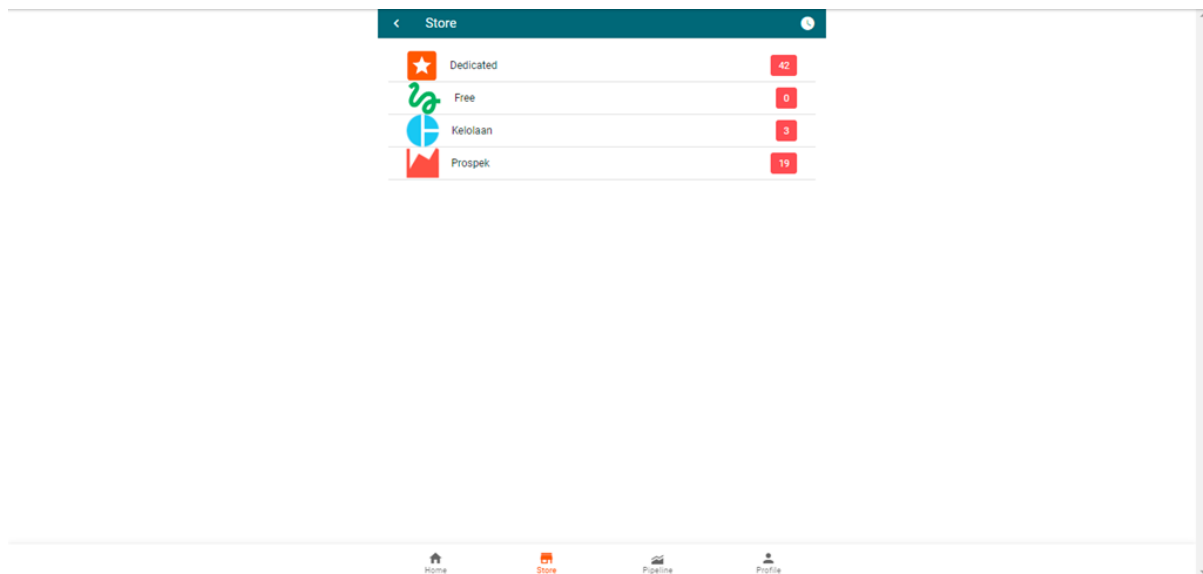 Store
Dedicated 42
Free 0
Kelolaan 3
Prospek 19
Home Store Pipeline Profile